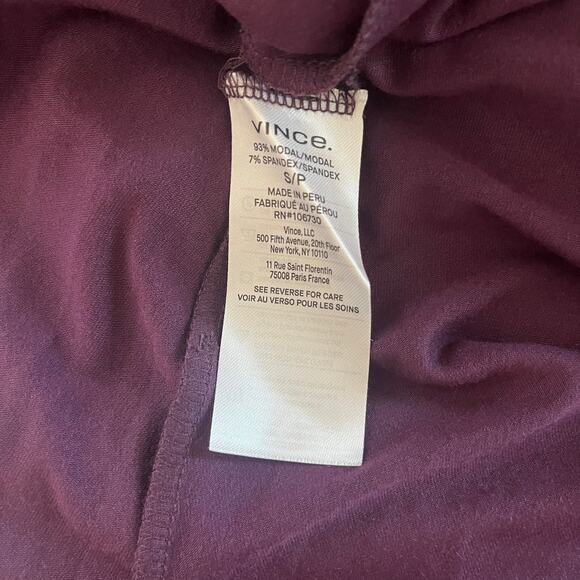 VINCE.
93% MODAL/MODAL
7% SPANDEX/SPANDEX
S/P
MADE IN PERU
FABRIQUÉ AU PÉROU
RN#106730
Vince, LLC
500 Fifth Avenue, 20th Floor
New York, NY 10110
11 Rue Saint Florentin
75008 Paris France
SEE REVERSE FOR CARE
VOIR AU VERSO POUR LES SOINS